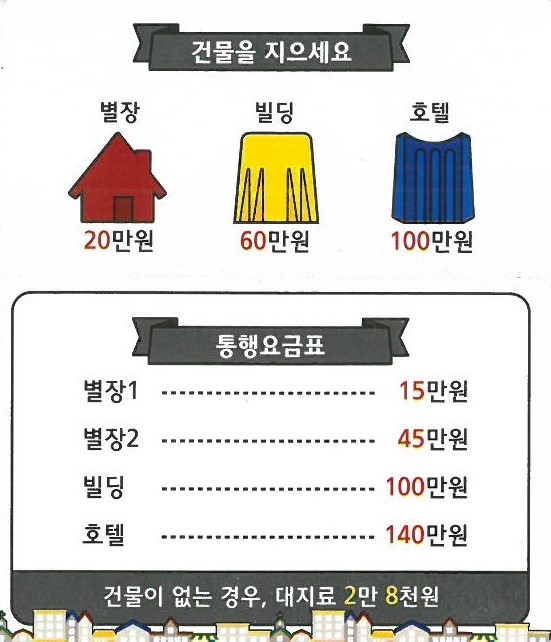 건물을 지으세요
별장 빌딩 호텔
20만원 60만원 100만원
통행요금표
별장1 15만원
별장2 45만원
빌딩 100만원
호텔 140만원
건물이 없는 경우, 대지료 2만 8천원